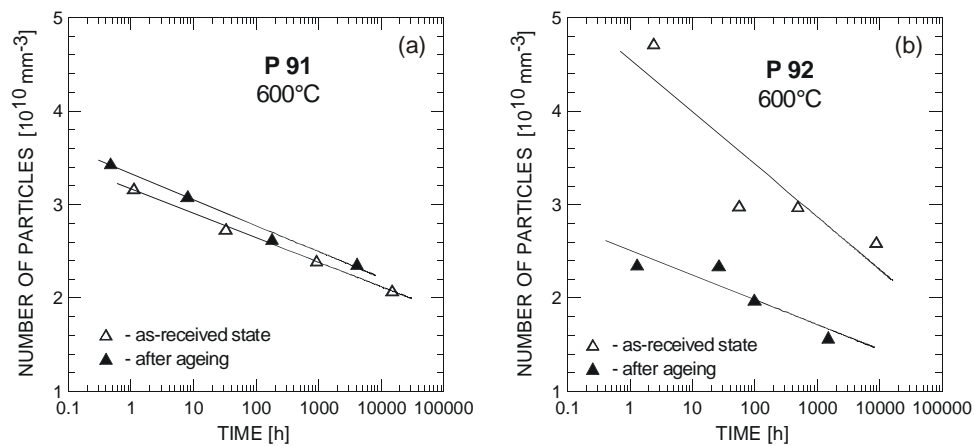 (a)
P 91
600°C
NUMBER OF PARTICLES [10^10 mm-3]
5
4
3
2
1
△ - as-received state
▲ - after ageing
0.1 1 10 100 1000 10000 100000
TIME [h]
(b)
P 92
600°C
NUMBER OF PARTICLES [10^10 mm-3]
5
4
3
2
1
△ - as-received state
▲ - after ageing
0.1 1 10 100 1000 10000 100000
TIME [h]